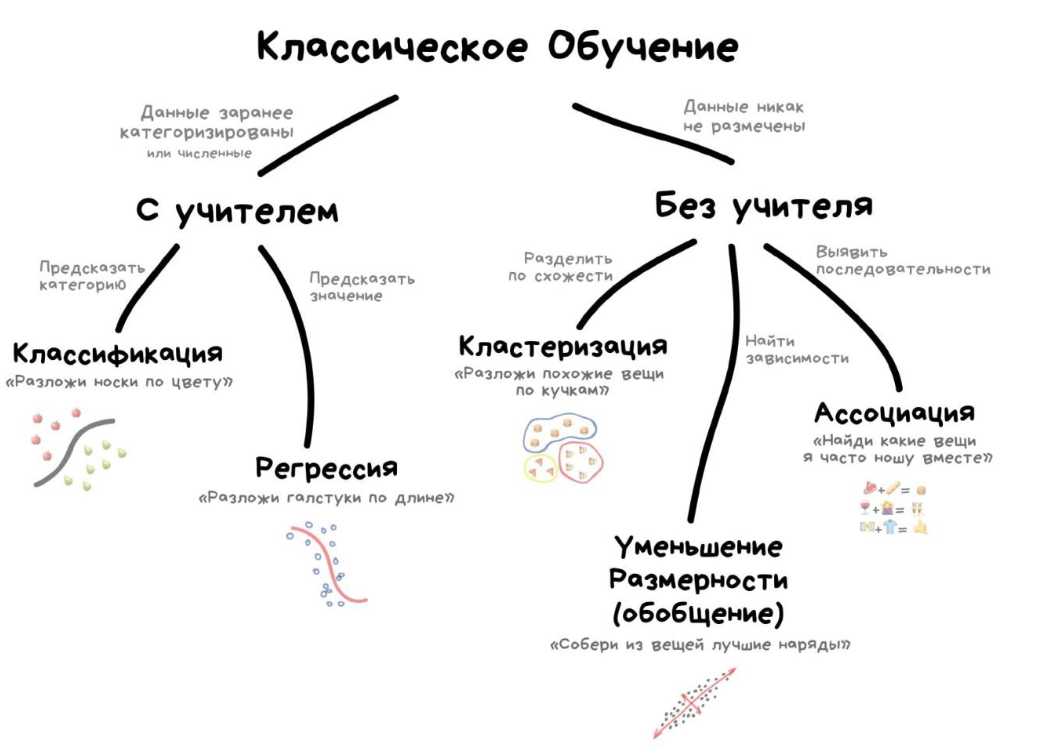 Классическое Обучение
Данные заранее
категоризированы
или численные
Данные никак
не размечены
С учителем
Без учителя
Предсказать
категорию
Предсказать
значение
Разделить
по схожести
Выявить
последовательности
Найти
зависимости
Классификация
«Разложи носки по цвету»
Кластеризация
«Разложи похожие вещи
по кучкам»
Ассоциация
«Найди какие вещи
я часто ношу вместе»
Регрессия
«Разложи галстуки по длине»
Уменьшение
Размерности
(обобщение)
«Собери из вещей лучшие наряды»